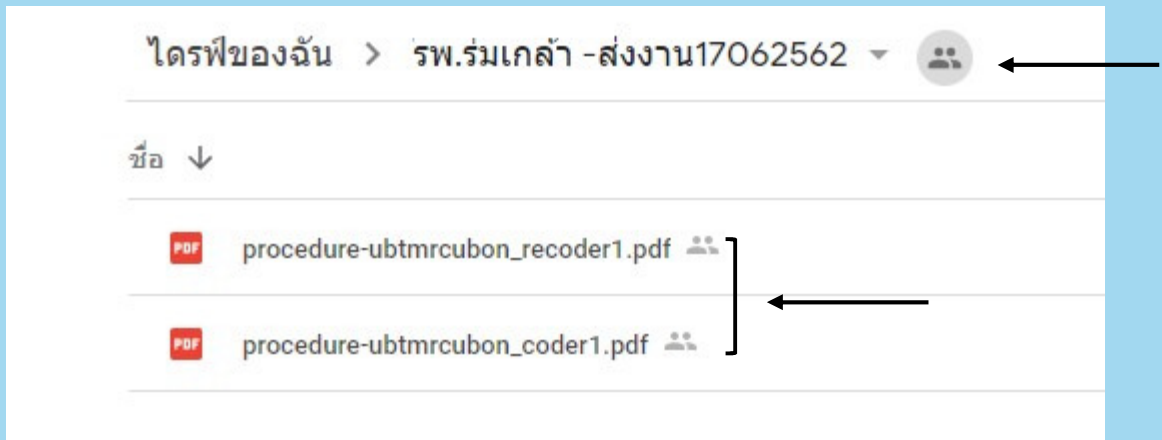 ไดรฟ์ของฉัน > รพ.ร่มเกล้า -ส่งงาน17062562
ชื่อ ↓
PDF procedure-ubtmrcubon_recoder1.pdf
PDF procedure-ubtmrcubon_coder1.pdf